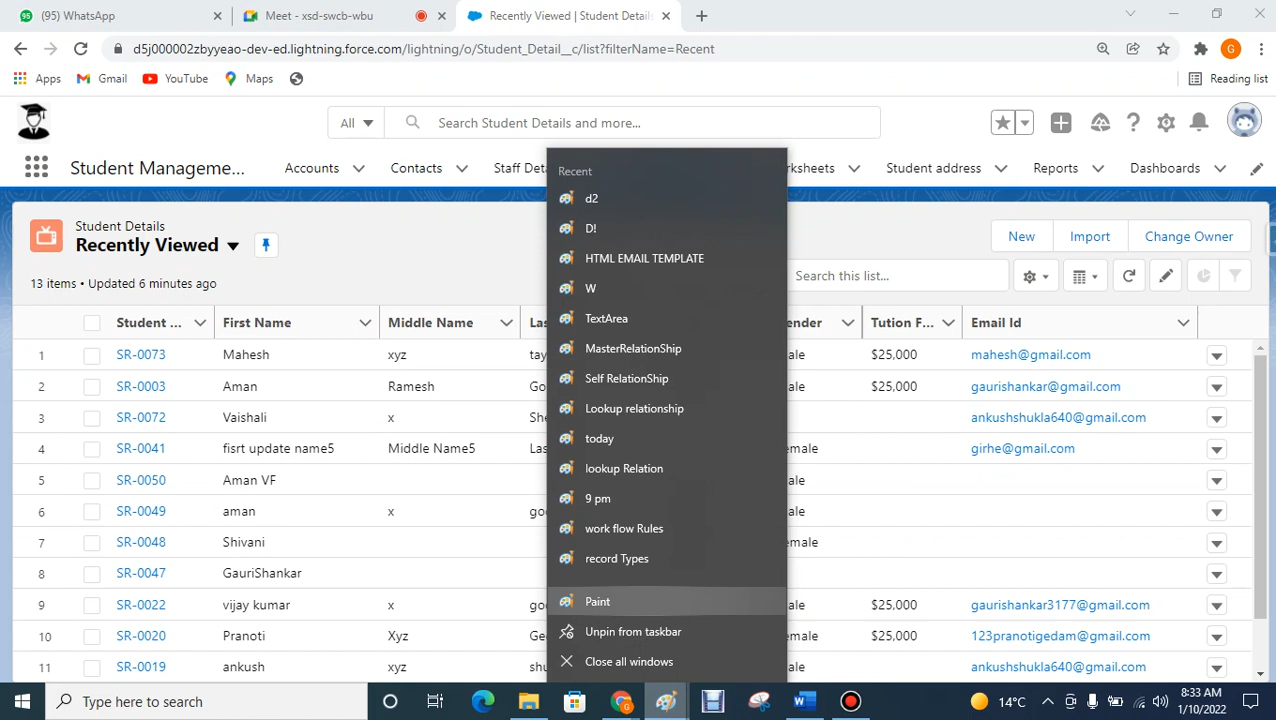 (95) WhatsApp
Meet - xsd-swcb-wbu
Recently Viewed | Student Details
d5j000002zbyyeao-dev-ed.lightning.force.com/lightning/o/Student_Detail__c/list?filterName=Recent
G
Apps
Gmail
YouTube
Maps
Reading list
All
Search Student Details and more...
Student Manageme...
Accounts
Contacts
Staff Deta
orksheets
Student address
Reports
Dashboards
Student Details
Recently Viewed
New
Import
Change Owner
13 items • Updated 6 minutes ago
Search this list...
Student ...
First Name
Middle Name
Las
ender
Tution F...
Email Id
1 SR-0073 Mahesh xyz tay ale $25,000 mahesh@gmail.com
2 SR-0003 Aman Ramesh Go ale $25,000 gaurishankar@gmail.com
3 SR-0072 Vaishali x She ankushshukla640@gmail.com
4 SR-0041 fisrt update name5 Middle Name5 Las emale girhe@gmail.com
5 SR-0050 Aman VF ale
6 SR-0049 aman x go ale
7 SR-0048 Shivani emale
8 SR-0047 GauriShankar
9 SR-0022 vijay kumar x go ale $25,000 gaurishankar3177@gmail.com
10 SR-0020 Pranoti Xyz Ge emale $25,000 123pranotigedam@gmail.com
11 SR-0019 ankush xyz shu ale $25,000 ankushshukla640@gmail.com
Recent
d2
D!
HTML EMAIL TEMPLATE
W
TextArea
MasterRelationShip
Self RelationShip
Lookup relationship
today
lookup Relation
9 pm
work flow Rules
record Types
Paint
Unpin from taskbar
Close all windows
Type here to search
14°C
8:33 AM
1/10/2022